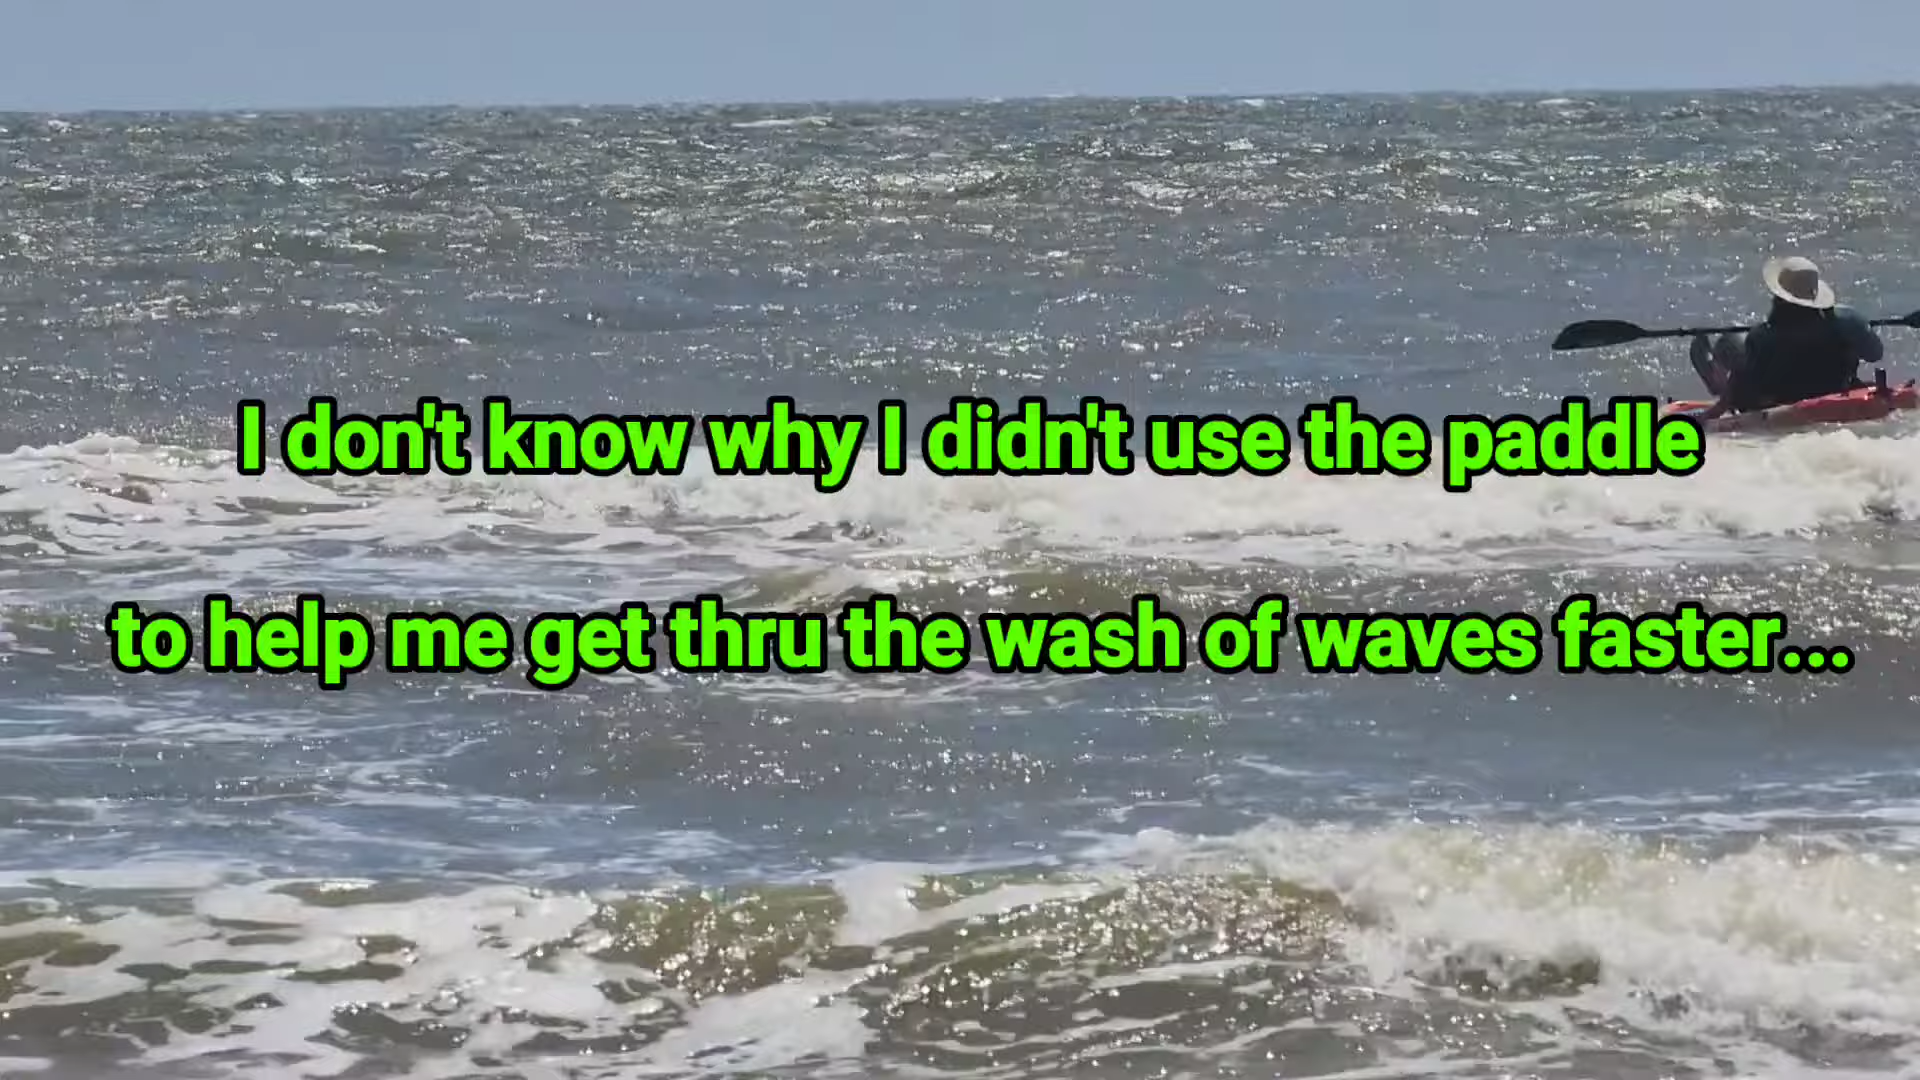 I don't know why I didn't use the paddle
to help me get thru the wash of waves faster...